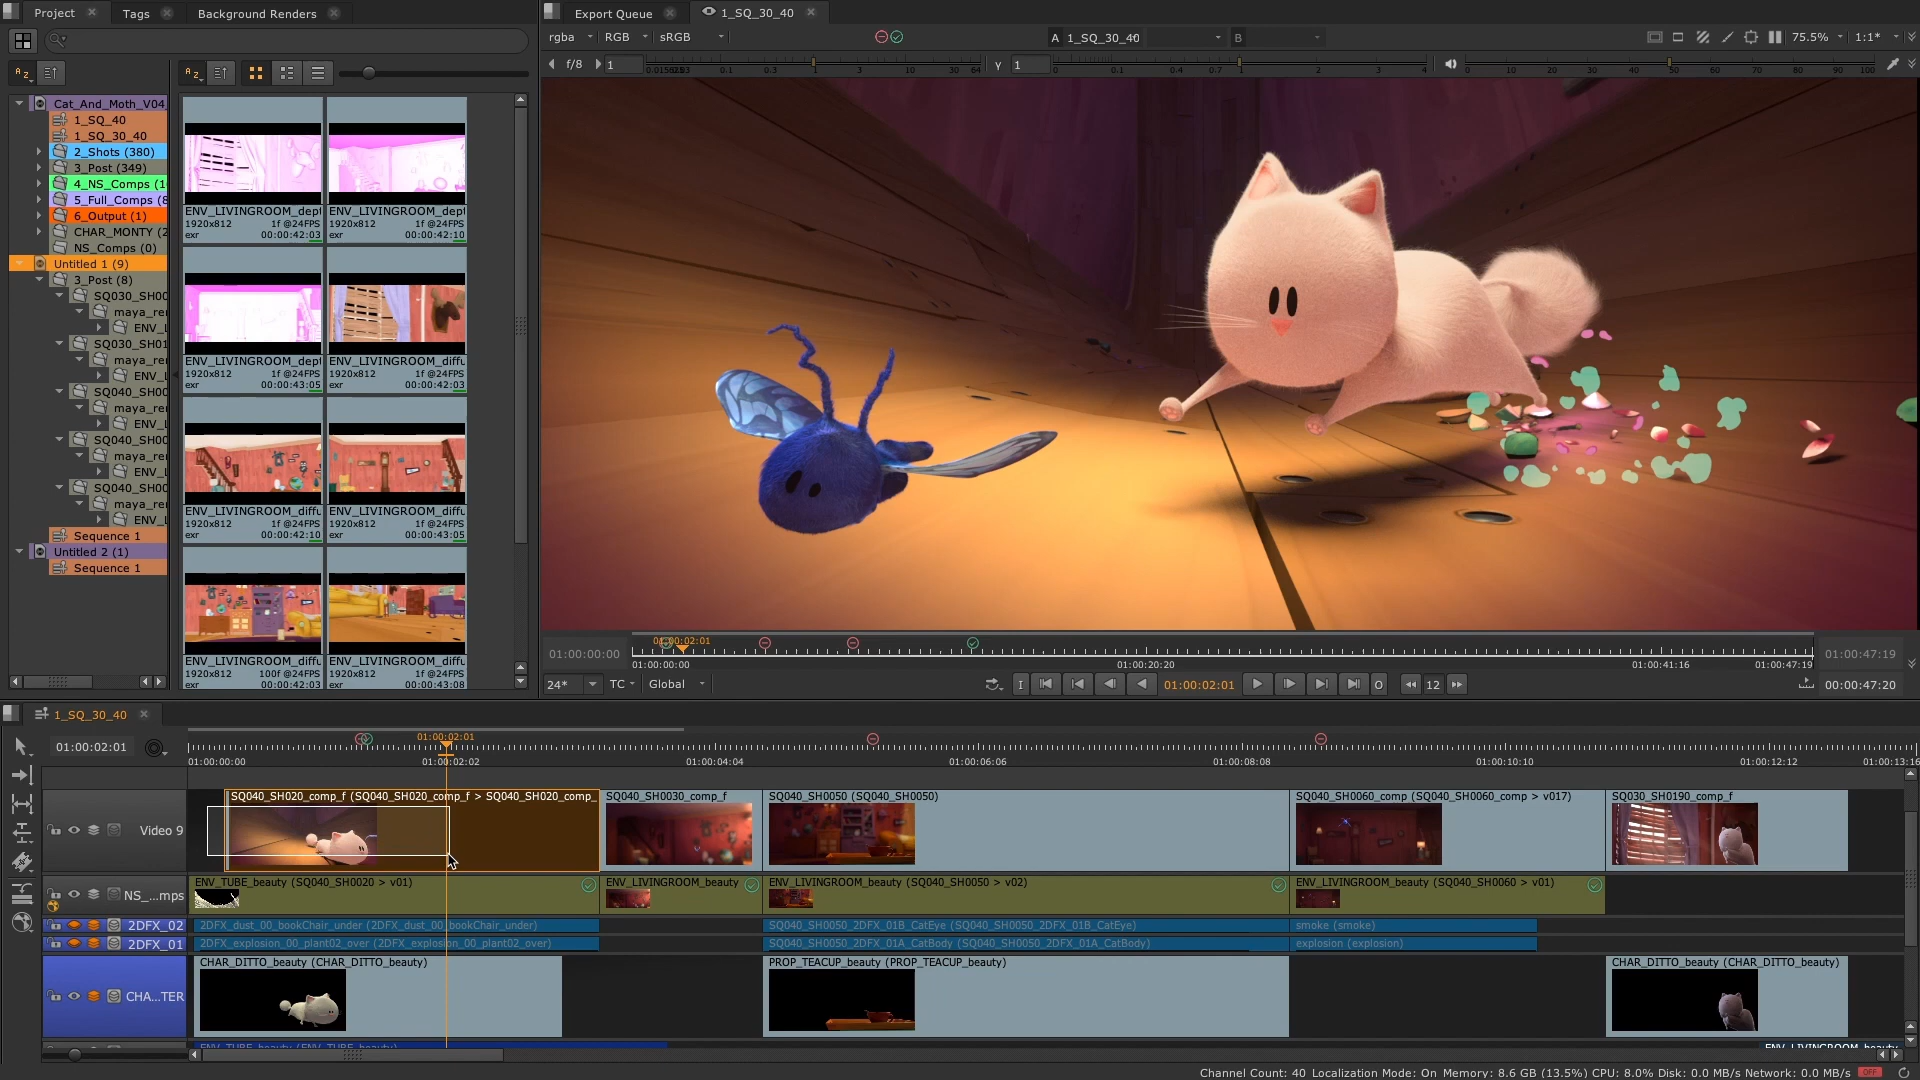 Project
Tags
Background Renders
Export Queue
1_SQ_30_40
rgba
RGB
sRGB
A 1_SQ_30_40
B
75.5%
1:1*
f/8
1
0.1
0.3
1
3
10
30
64
γ
1
0
0.1
0.4
0.7
1
2
3
4
0
10
20
30
40
50
60
70
80
90
100
Cat_And_Moth_V04
1_SQ_40
1_SQ_30_40
2_Shots (380)
3_Post (349)
4_NS_Comps (1
5_Full_Comps (8
6_Output (1)
CHAR_MONTY (2
NS_Comps (0)
Untitled 1 (9)
3_Post (8)
SQ030_SH00
maya_re
ENV_L
SQ030_SH01
maya_re
ENV_L
SQ040_SH00
maya_re
ENV_L
SQ040_SH00
maya_re
ENV_L
SQ040_SH00
maya_re
ENV_L
Sequence 1
Untitled 2 (1)
Sequence 1
ENV_LIVINGROOM_dept
1920x812 1f @24FPS
exr 00:00:42:03
ENV_LIVINGROOM_dept
1920x812 1f @24FPS
exr 00:00:42:10
ENV_LIVINGROOM_dept
1920x812 1f @24FPS
exr 00:00:43:05
ENV_LIVINGROOM_diffu
1920x812 1f @24FPS
exr 00:00:42:03
ENV_LIVINGROOM_diffu
1920x812 1f @24FPS
exr 00:00:42:10
ENV_LIVINGROOM_diffu
1920x812 1f @24FPS
exr 00:00:43:05
ENV_LIVINGROOM_diffu
1920x812 100f @24FPS
exr 00:00:42:03
ENV_LIVINGROOM_diffu
1920x812 1f @24FPS
exr 00:00:43:08
01:00:00:00
01:00:02:01
01:00:00:00
01:00:20:20
01:00:41:16
01:00:47:19
01:00:47:19
24*
TC
Global
I
01:00:02:01
O
12
00:00:47:20
1_SQ_30_40
01:00:02:01
01:00:02:01
01:00:00:00
01:00:02:02
01:00:04:04
01:00:06:06
01:00:08:08
01:00:10:10
01:00:12:12
01:00:13:16
Video 9
SQ040_SH020_comp_f (SQ040_SH020_comp_f > SQ040_SH020_comp_
SQ040_SH0030_comp_f
SQ040_SH0050 (SQ040_SH0050)
SQ040_SH0060_comp (SQ040_SH0060_comp > v017)
SQ030_SH0190_comp_f
NS_...mps
ENV_TUBE_beauty (SQ040_SH0020 > v01)
ENV_LIVINGROOM_beauty
ENV_LIVINGROOM_beauty (SQ040_SH0050 > v02)
ENV_LIVINGROOM_beauty (SQ040_SH0060 > v01)
2DFX_02
2DFX_dust_00_bookChair_under (2DFX_dust_00_bookChair_under)
SQ040_SH0050_2DFX_01B_CatEye (SQ040_SH0050_2DFX_01B_CatEye)
smoke (smoke)
2DFX_01
2DFX_explosion_00_plant02_over (2DFX_explosion_00_plant02_over)
SQ040_SH0050_2DFX_01A_CatBody (SQ040_SH0050_2DFX_01A_CatBody)
explosion (explosion)
CHA...TER
CHAR_DITTO_beauty (CHAR_DITTO_beauty)
PROP_TEACUP_beauty (PROP_TEACUP_beauty)
CHAR_DITTO_beauty (CHAR_DITTO_beauty)
ENV_TUBE_beauty (ENV_TUBE_beauty)
ENV_LIVINGROOM_beauty
Channel Count: 40 Localization Mode: On Memory: 8.6 GB (13.5%) CPU: 8.0% Disk: 0.0 MB/s Network: 0.0 MB/s OFF